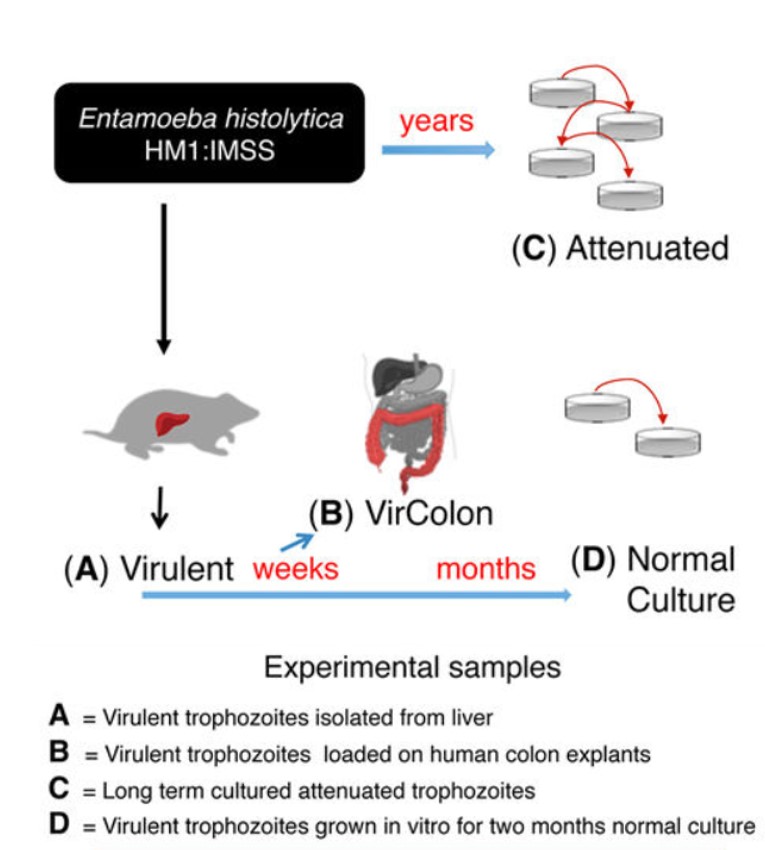 Entamoeba histolytica
HM1:IMSS
years
(C) Attenuated
(B) VirColon
(A) Virulent weeks months (D) Normal
Culture
Experimental samples
A = Virulent trophozoites isolated from liver
B = Virulent trophozoites loaded on human colon explants
C = Long term cultured attenuated trophozoites
D = Virulent trophozoites grown in vitro for two months normal culture